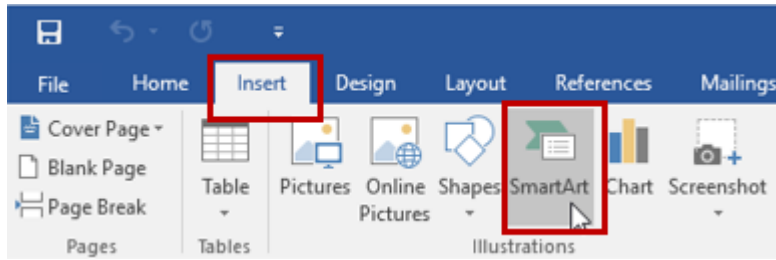 File Home Insert Design Layout References Mailings
Cover Page
Blank Page
Page Break
Pages
Table
Tables
Pictures
Online
Pictures
Shapes
SmartArt
Chart
Screenshot
Illustrations